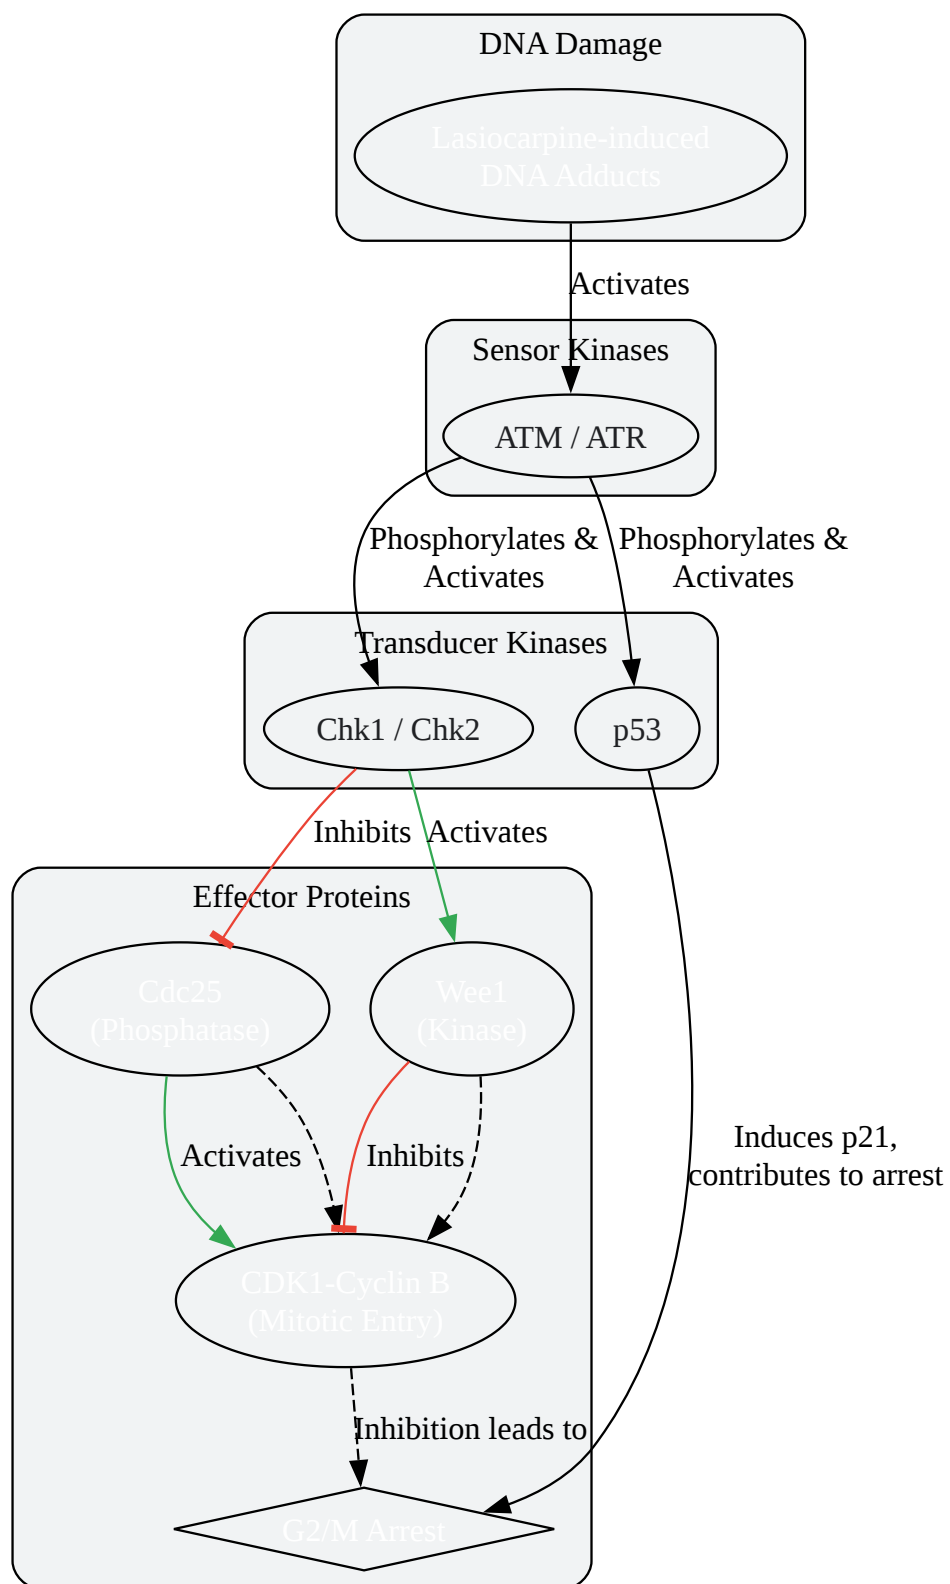 DNA Damage
Lasiocarpine-induced
DNA Adducts
Activates
Sensor Kinases
ATM / ATR
Phosphorylates &
Activates
Phosphorylates &
Activates
Transducer Kinases
Chk1 / Chk2
p53
Inhibits
Activates
Effector Proteins
Cdc25
(Phosphatase)
Wee1
(Kinase)
Activates
Inhibits
Induces p21,
contributes to arrest
CDK1-Cyclin B
(Mitotic Entry)
Inhibition leads to
G2/M Arrest